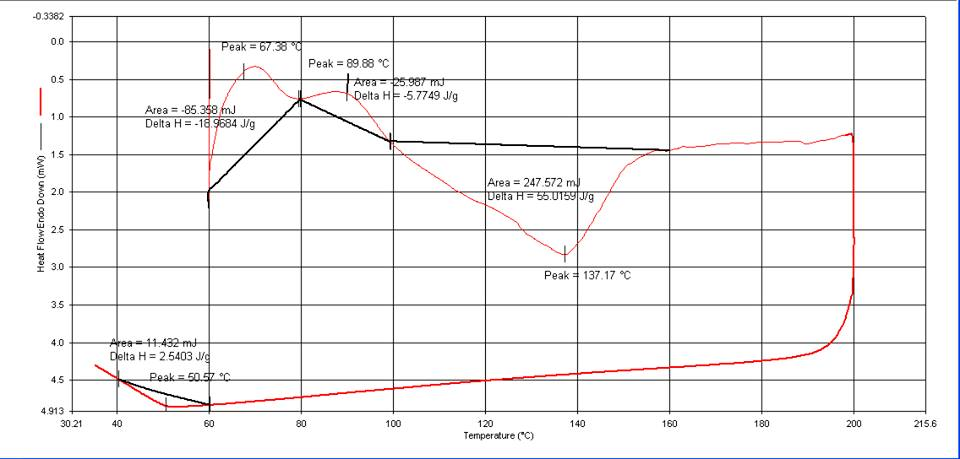 -0.3382
0.0
0.5
1.0
1.5
2.0
2.5
3.0
3.5
4.0
4.5
4.913
Heat Flow Endo Down (mW)
Peak = 67.38 °C
Peak = 89.88 °C
Area = -25.987 mJ
Delta H = -5.7749 J/g
Area = -85.358 mJ
Delta H = -18.9684 J/g
Area = 247.572 mJ
Delta H = 55.0159 J/g
Peak = 137.17 °C
Area = 11.432 mJ
Delta H = 2.5403 J/g
Peak = 50.57 °C
30.21 40 60 80 100 120 140 160 180 200 215.6
Temperature (°C)